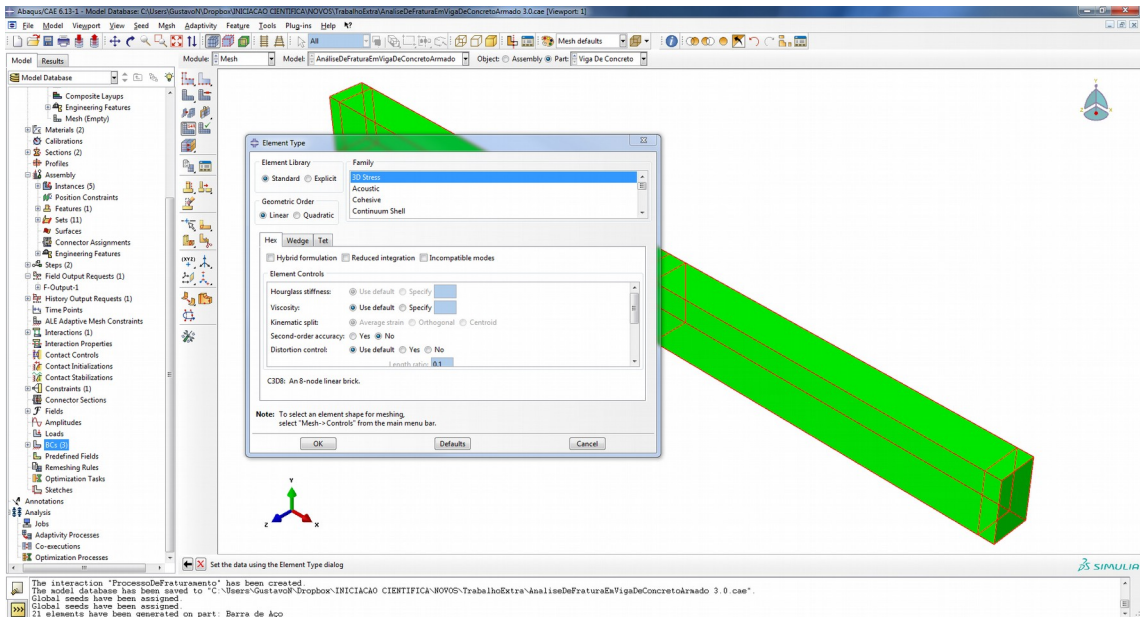 Abaqus/CAE 6.13-1 - Model Database: C:\Users\GustavoN\Dropbox\INICIACAO CIENTIFICA\NOVOS\TrabalhoExtra\AnaliseDeFraturaEmVigaDeConcretoArmado 3.0.cae* [Viewport: 1]
File Model Viewport View Seed Mesh Adaptivity Feature Tools Plug-ins Help
All Mesh defaults
Model Results Module: Mesh Model: AnáliseDeFraturaEmVigaDeConcretoArmado Object: Assembly Part: Viga De Concreto
Model Database
Composite Layups
Engineering Features
Mesh (Empty)
Materials (2)
Calibrations
Sections (2)
Profiles
Assembly
Instances (5)
Position Constraints
Features (1)
Sets (11)
Surfaces
Connector Assignments
Engineering Features
Steps (2)
Field Output Requests (1)
F-Output-1
History Output Requests (1)
Time Points
ALE Adaptive Mesh Constraints
Interactions (1)
Interaction Properties
Contact Controls
Contact Initializations
Contact Stabilizations
Constraints (1)
Connector Sections
Fields
Amplitudes
Loads
BCs (3)
Predefined Fields
Remeshing Rules
Optimization Tasks
Sketches
Annotations
Analysis
Jobs
Adaptivity Processes
Co-executions
Optimization Processes
Element Type
Element Library
Standard Explicit
Geometric Order
Linear Quadratic
Family
3D Stress
Acoustic
Cohesive
Continuum Shell
Hex Wedge Tet
Hybrid formulation Reduced integration Incompatible modes
Element Controls
Hourglass stiffness: Use default Specify
Viscosity: Use default Specify
Kinematic split: Average strain Orthogonal Centroid
Second-order accuracy: Yes No
Distortion control: Use default Yes No
Length ratio: 0.1
C3D8: An 8-node linear brick.
Note: To select an element shape for meshing,
select "Mesh->Controls" from the main menu bar.
OK Defaults Cancel
Y
Z X
Set the data using the Element Type dialog
SIMULIA
The interaction "ProcessoDeFraturamento" has been created.
The model database has been saved to "C:\Users\GustavoN\Dropbox\INICIACAO CIENTIFICA\NOVOS\TrabalhoExtra\AnaliseDeFraturaEmVigaDeConcretoArmado 3.0.cae".
Global seeds have been assigned.
Global seeds have been assigned.
21 elements have been generated on part: Barra de Aço